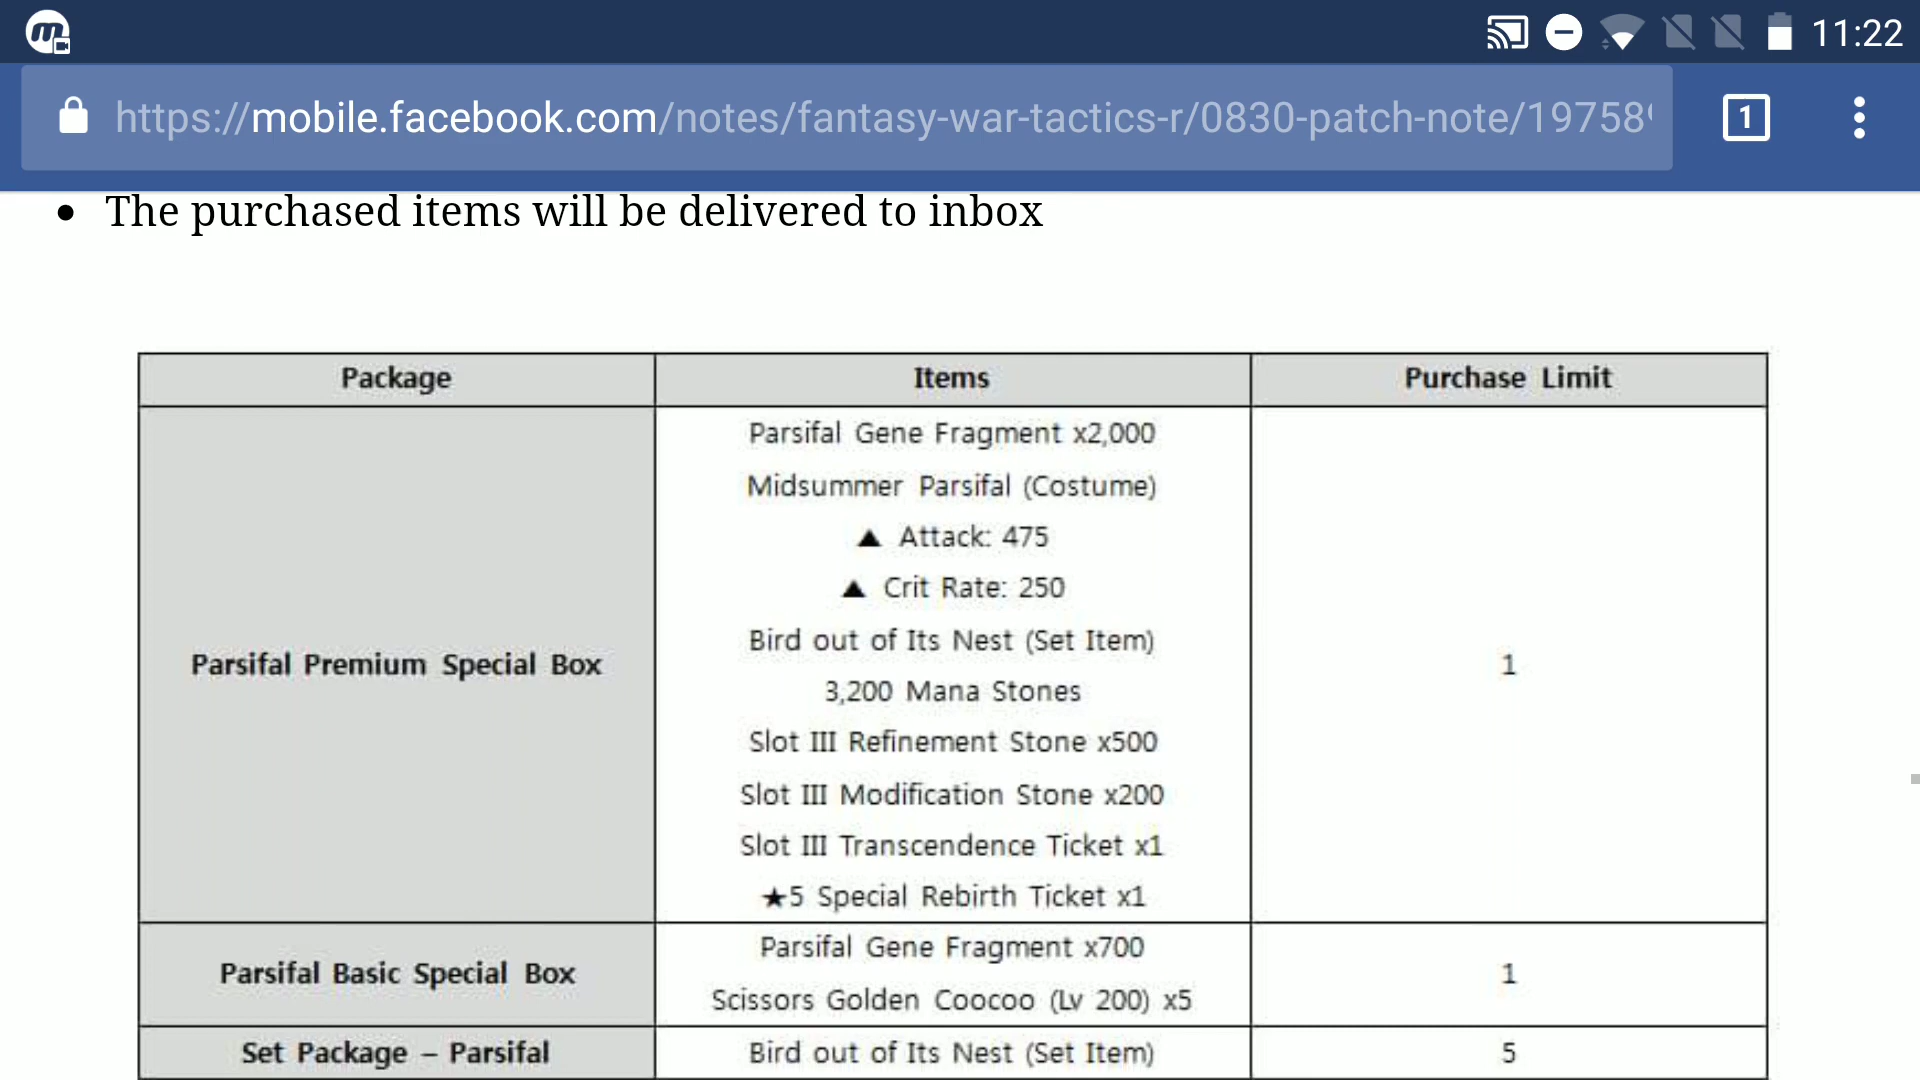 11:22
https://mobile.facebook.com/notes/fantasy-war-tactics-r/0830-patch-note/19758
1
• The purchased items will be delivered to inbox
Package Items Purchase Limit
Parsifal Premium Special Box
Parsifal Gene Fragment x2,000
Midsummer Parsifal (Costume)
▲ Attack: 475
▲ Crit Rate: 250
Bird out of Its Nest (Set Item)
3,200 Mana Stones
Slot III Refinement Stone x500
Slot III Modification Stone x200
Slot III Transcendence Ticket x1
★5 Special Rebirth Ticket x1
1
Parsifal Basic Special Box
Parsifal Gene Fragment x700
Scissors Golden Coocoo (Lv 200) x5
1
Set Package – Parsifal Bird out of Its Nest (Set Item) 5